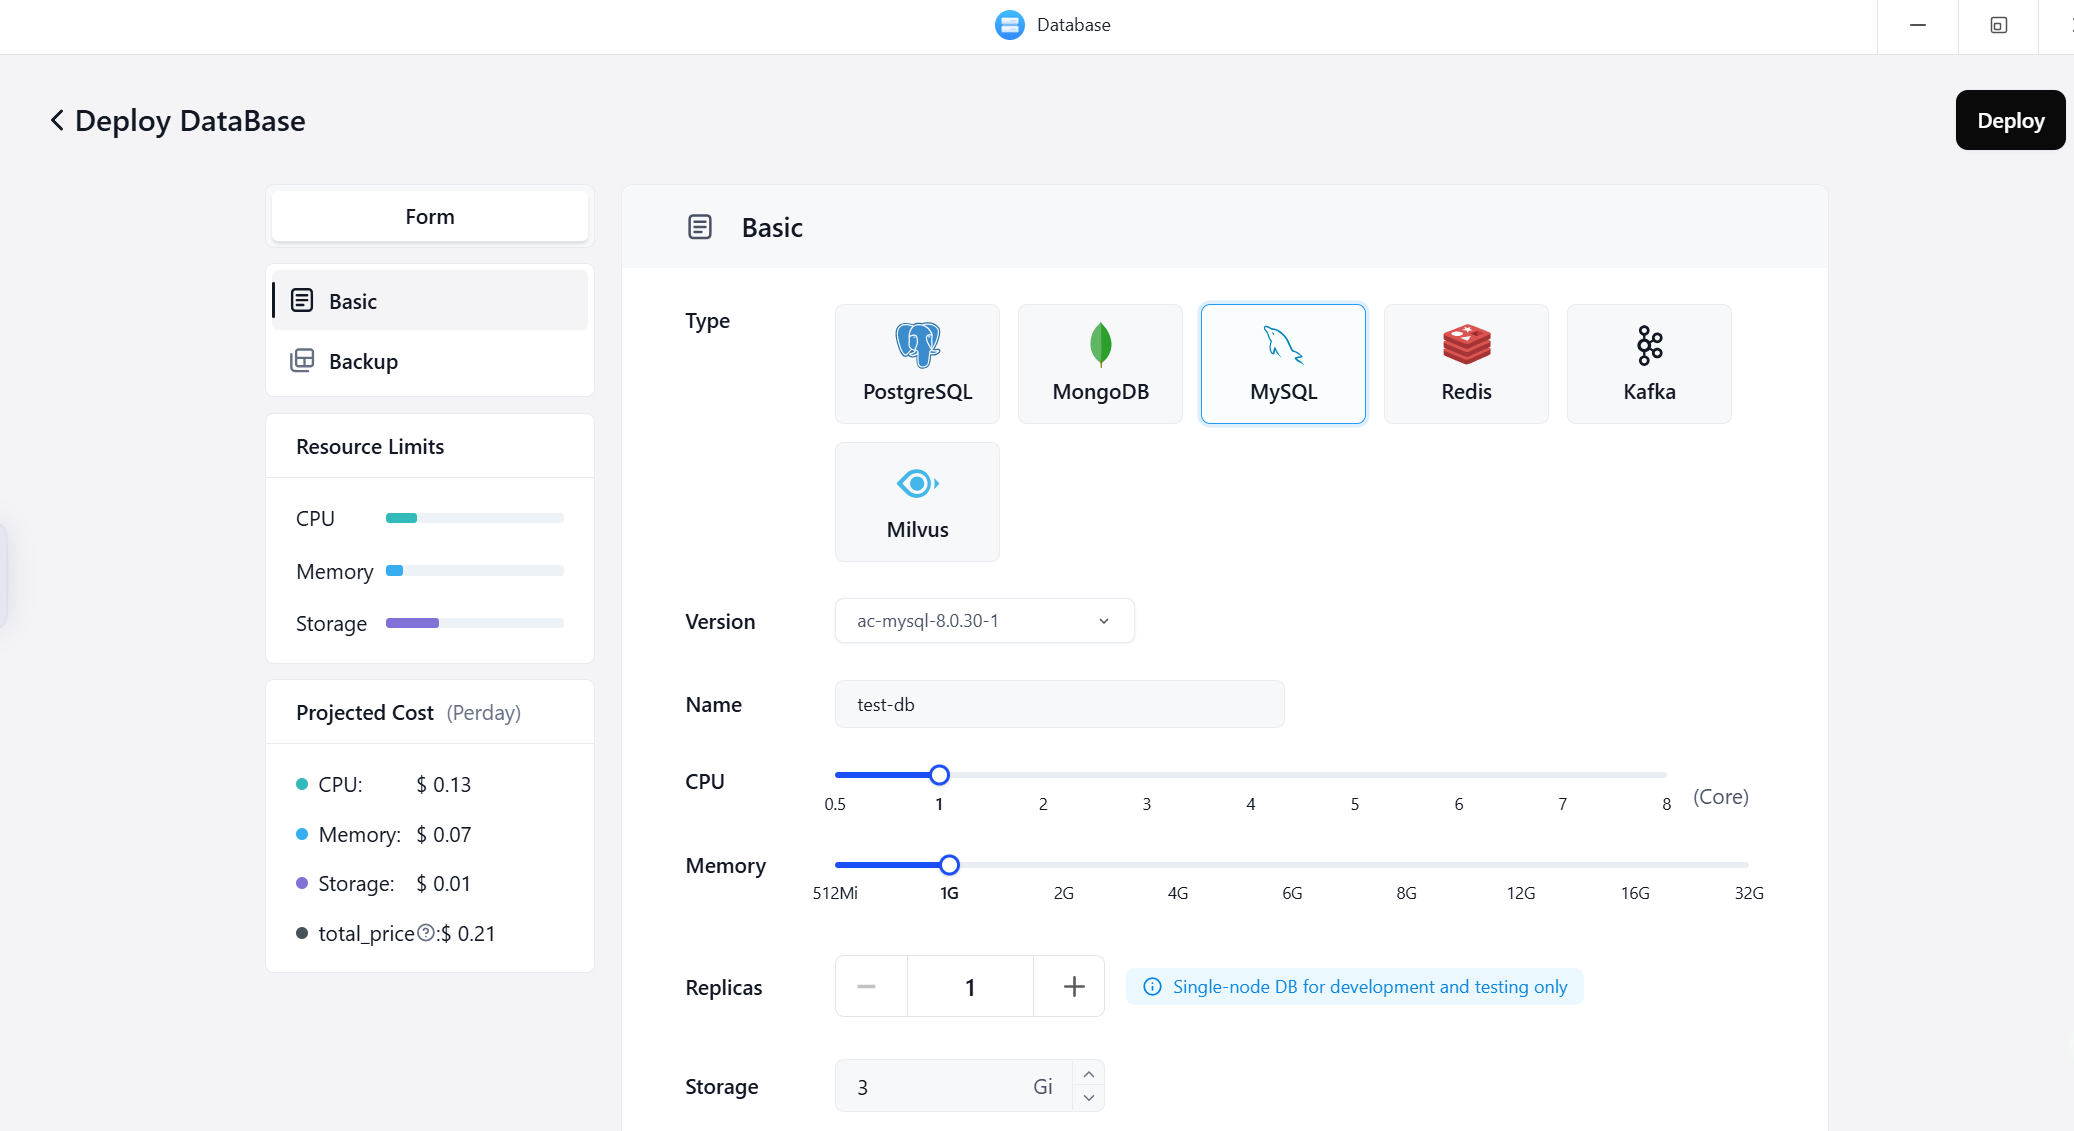 Database
Deploy DataBase
Deploy
Form
Basic
Backup
Resource Limits
CPU
Memory
Storage
Projected Cost (Perday)
CPU: $ 0.13
Memory: $ 0.07
Storage: $ 0.01
total_price:$ 0.21
Basic
Type
PostgreSQL
MongoDB
MySQL
Redis
Kafka
Milvus
Version
ac-mysql-8.0.30-1
Name
test-db
CPU
0.5 1 2 3 4 5 6 7 8 (Core)
Memory
512Mi 1G 2G 4G 6G 8G 12G 16G 32G
Replicas
1
Single-node DB for development and testing only
Storage
3 Gi